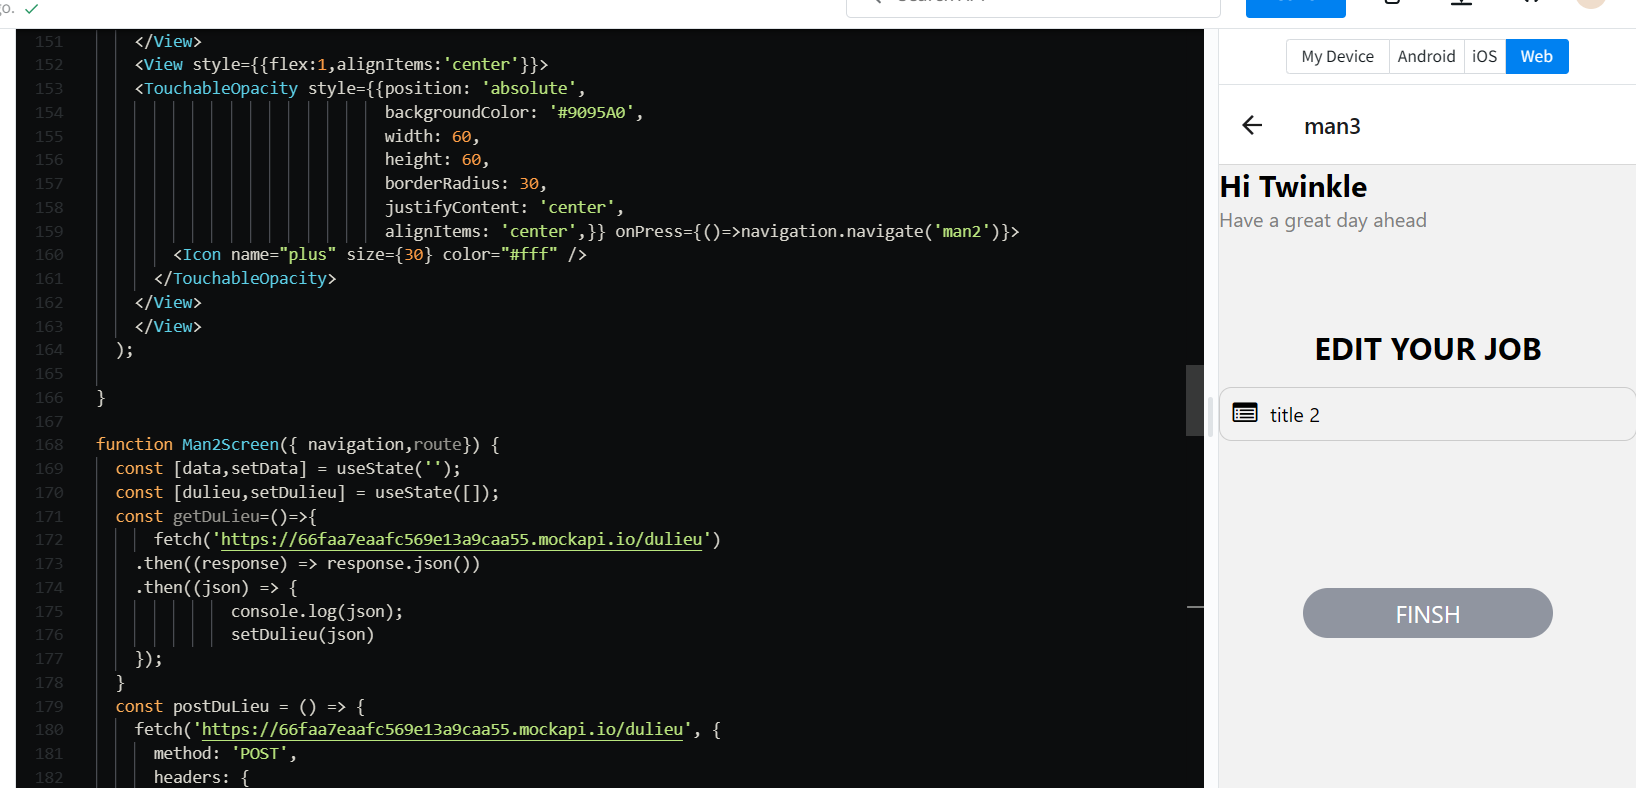 go.
151 </View>
152 <View style={{flex:1,alignItems:'center'}}>
153 <TouchableOpacity style={{position: 'absolute',
154 backgroundColor: '#9095A0',
155 width: 60,
156 height: 60,
157 borderRadius: 30,
158 justifyContent: 'center',
159 alignItems: 'center',}} onPress={()=>navigation.navigate('man2')}>
160 <Icon name="plus" size={30} color="#fff" />
161 </TouchableOpacity>
162 </View>
163 </View>
164 );
165
166 }
167
168 function Man2Screen({ navigation,route}) {
169 const [data,setData] = useState('');
170 const [dulieu,setDulieu] = useState([]);
171 const getDuLieu=()=>{
172 fetch('https://66faa7eaafc569e13a9caa55.mockapi.io/dulieu')
173 .then((response) => response.json())
174 .then((json) => {
175 console.log(json);
176 setDulieu(json)
177 });
178 }
179 const postDuLieu = () => {
180 fetch('https://66faa7eaafc569e13a9caa55.mockapi.io/dulieu', {
181 method: 'POST',
182 headers: {
My Device Android iOS Web
man3
Hi Twinkle
Have a great day ahead
EDIT YOUR JOB
title 2
FINSH